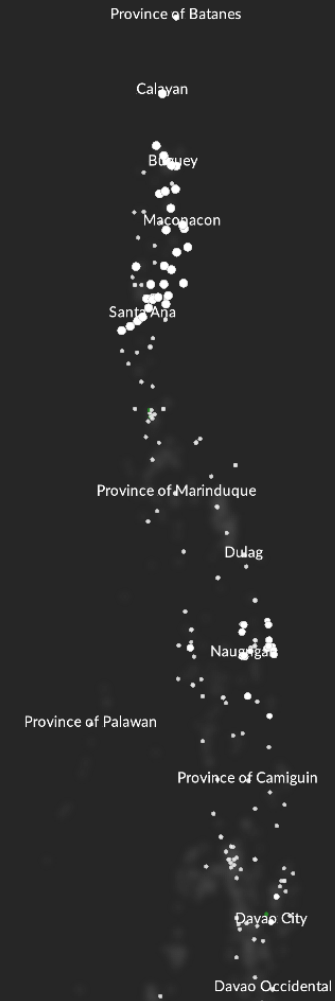 Province of Batanes
Calayan
Buguey
Maconacon
Santa Ana
Province of Marinduque
Dulag
Province of Palawan
Province of Camiguin
Davao City
Davao Occidental